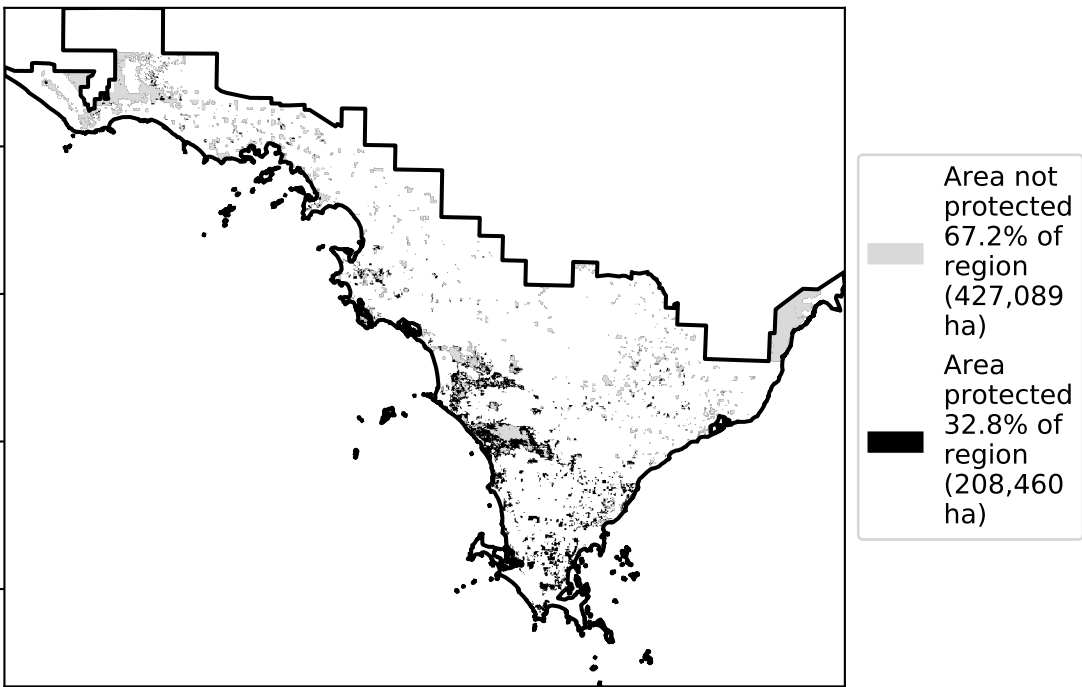 Area not
protected
67.2% of
region
(427,089
ha)
Area
protected
32.8% of
region
(208,460
ha)